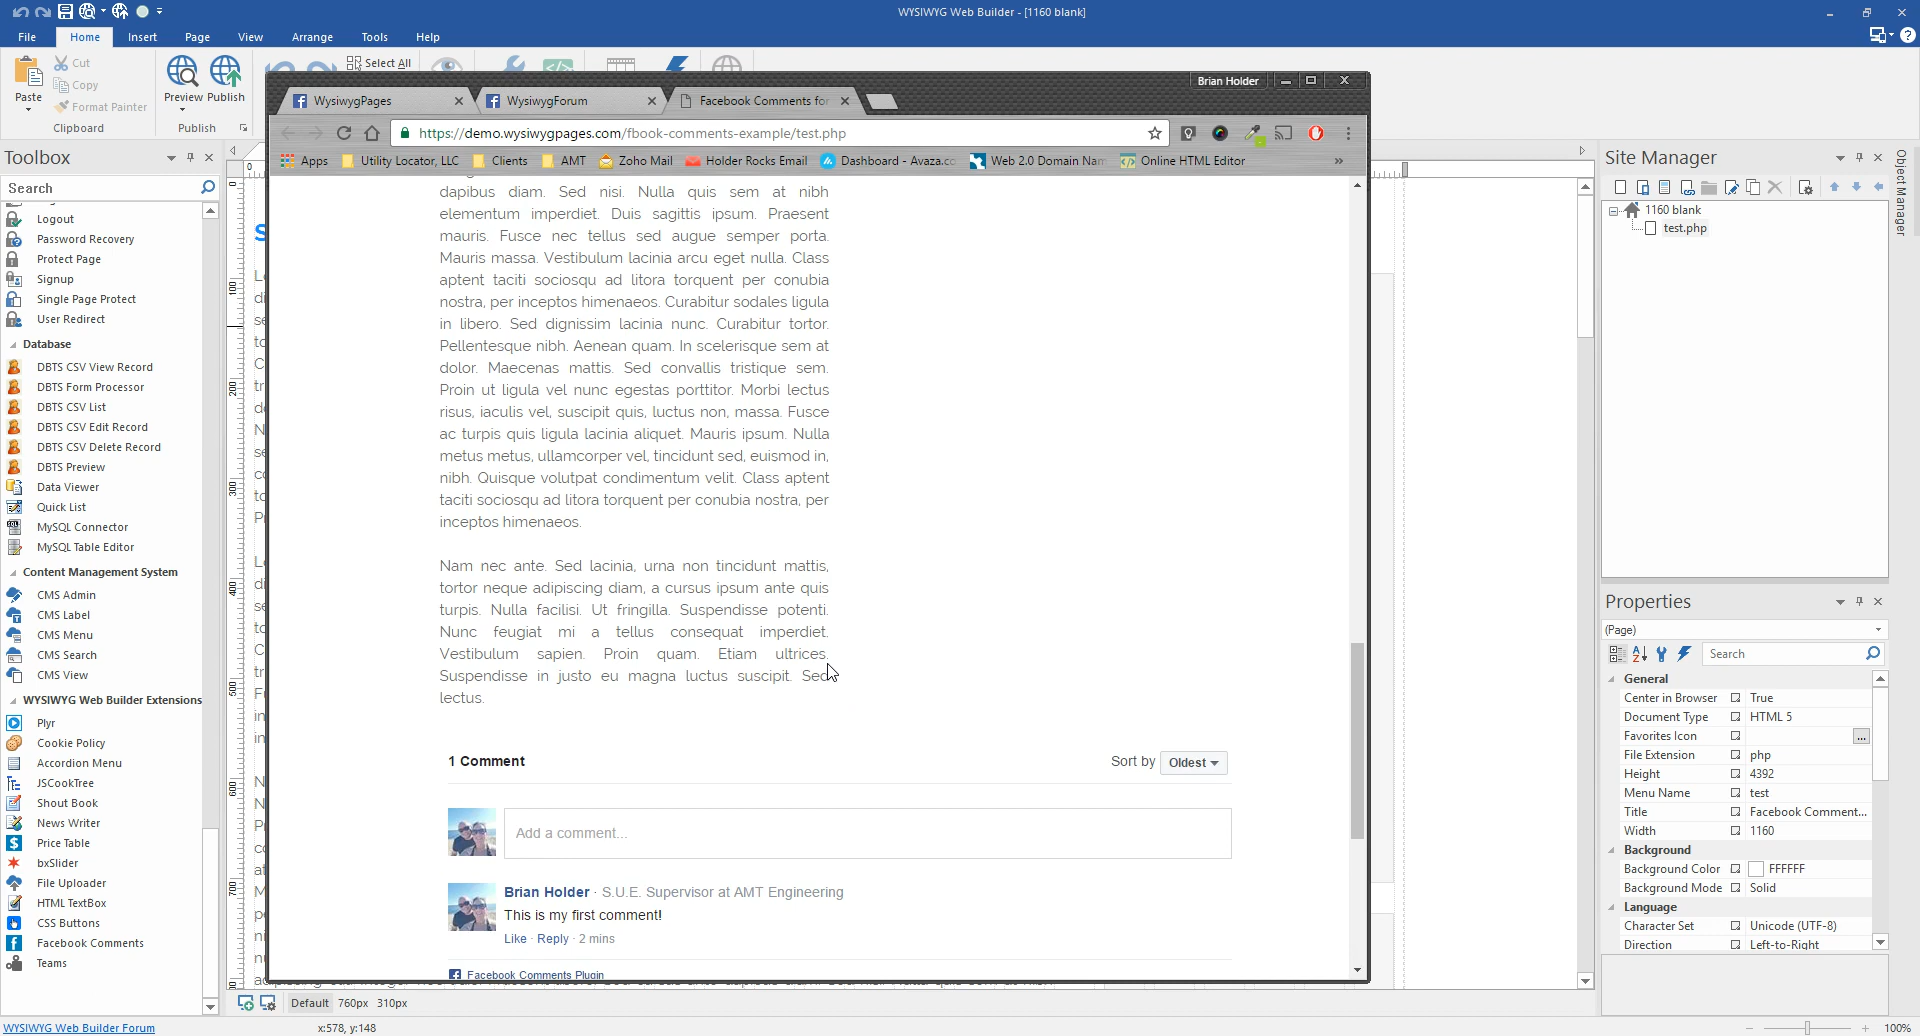 WYSIWYG Web Builder - [1160 blank]
File Home Insert Page View Arrange Tools Help
Paste
Cut
Copy
Format Painter
Clipboard
Preview Publish
Publish
Select All
Brian Holder
WysiwygPages
WysiwygForum
Facebook Comments for
https://demo.wysiwygpages.com/fbook-comments-example/test.php
Apps
Utility Locator, LLC
Clients
AMT
Zoho Mail
Holder Rocks Email
Dashboard - Avaza.co
Web 2.0 Domain Nam
Online HTML Editor
»
Toolbox
Search
Logout
Password Recovery
Protect Page
Signup
Single Page Protect
User Redirect
Database
DBTS CSV View Record
DBTS Form Processor
DBTS CSV List
DBTS CSV Edit Record
DBTS CSV Delete Record
DBTS Preview
Data Viewer
Quick List
MySQL Connector
MySQL Table Editor
Content Management System
CMS Admin
CMS Label
CMS Menu
CMS Search
CMS View
WYSIWYG Web Builder Extensions
Plyr
Cookie Policy
Accordion Menu
JSCookTree
Shout Book
News Writer
Price Table
bxSlider
File Uploader
HTML TextBox
CSS Buttons
Facebook Comments
Teams
dapibus diam. Sed nisi. Nulla quis sem at nibh
elementum imperdiet. Duis sagittis ipsum. Praesent
mauris. Fusce nec tellus sed augue semper porta.
Mauris massa. Vestibulum lacinia arcu eget nulla. Class
aptent taciti sociosqu ad litora torquent per conubia
nostra, per inceptos himenaeos. Curabitur sodales ligula
in libero. Sed dignissim lacinia nunc. Curabitur tortor.
Pellentesque nibh. Aenean quam. In scelerisque sem at
dolor. Maecenas mattis. Sed convallis tristique sem.
Proin ut ligula vel nunc egestas porttitor. Morbi lectus
risus, iaculis vel, suscipit quis, luctus non, massa. Fusce
ac turpis quis ligula lacinia aliquet. Mauris ipsum. Nulla
metus metus, ullamcorper vel, tincidunt sed, euismod in,
nibh. Quisque volutpat condimentum velit. Class aptent
taciti sociosqu ad litora torquent per conubia nostra, per
inceptos himenaeos.
Nam nec ante. Sed lacinia, urna non tincidunt mattis,
tortor neque adipiscing diam, a cursus ipsum ante quis
turpis. Nulla facilisi. Ut fringilla. Suspendisse potenti.
Nunc feugiat mi a tellus consequat imperdiet.
Vestibulum sapien. Proin quam. Etiam ultrices.
Suspendisse in justo eu magna luctus suscipit. Sed
lectus.
1 Comment
Sort by Oldest
Add a comment...
Brian Holder · S.U.E. Supervisor at AMT Engineering
This is my first comment!
Like · Reply · 2 mins
Facebook Comments Plugin
Site Manager
Object Manager
1160 blank
test.php
Properties
(Page)
Search
General
Center in Browser True
Document Type HTML 5
Favorites Icon ...
File Extension php
Height 4392
Menu Name test
Title Facebook Comment...
Width 1160
Background
Background Color FFFFFF
Background Mode Solid
Language
Character Set Unicode (UTF-8)
Direction Left-to-Right
Default 760px 310px
WYSIWYG Web Builder Forum
x:578, y:148
100%